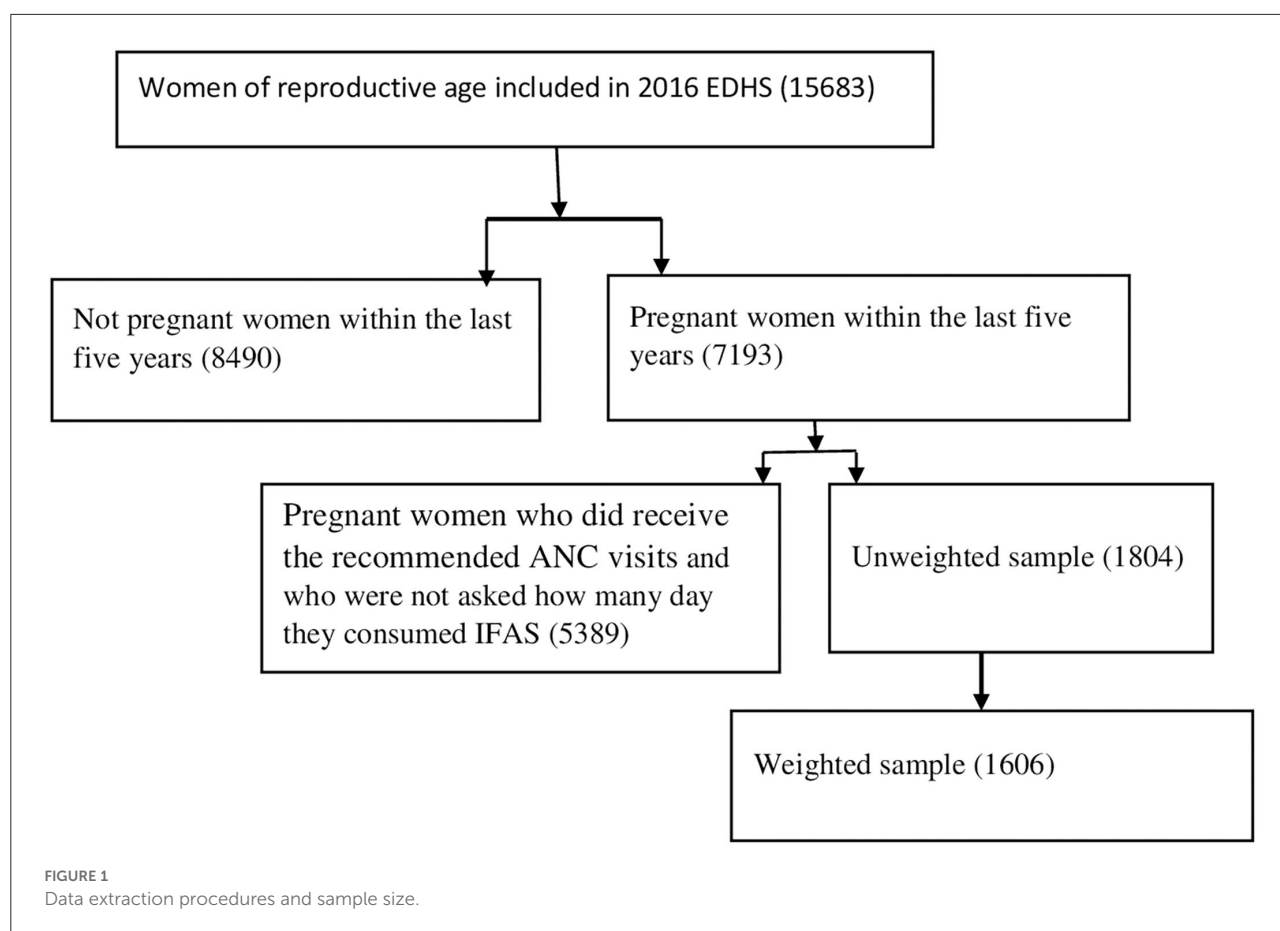 Women of reproductive age included in 2016 EDHS (15683)
Not pregnant women within the last
five years (8490)
Pregnant women within the last five
years (7193)
Pregnant women who did receive
the recommended ANC visits and
who were not asked how many day
they consumed IFAS (5389)
Unweighted sample (1804)
Weighted sample (1606)
FIGURE 1
Data extraction procedures and sample size.